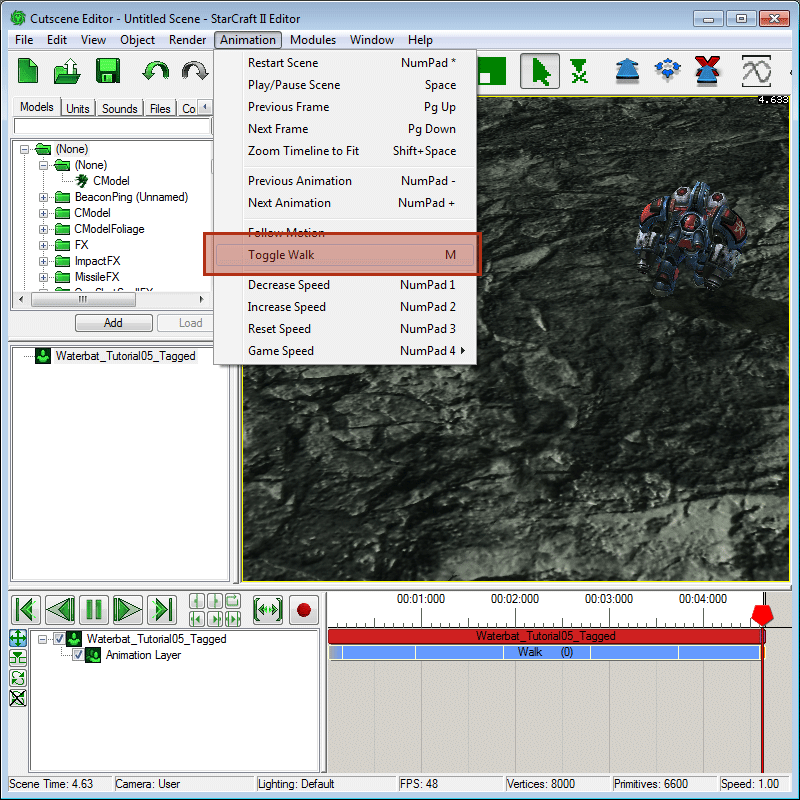 Cutscene Editor - Untitled Scene - StarCraft II Editor
File Edit View Object Render Animation Modules Window Help
Restart Scene NumPad *
Play/Pause Scene Space
Previous Frame Pg Up
Next Frame Pg Down
Zoom Timeline to Fit Shift+Space
Previous Animation NumPad -
Next Animation NumPad +
Follow Motion
Toggle Walk M
Decrease Speed NumPad 1
Increase Speed NumPad 2
Reset Speed NumPad 3
Game Speed NumPad 4
4.633
Models Units Sounds Files Co
(None)
(None)
CModel
BeaconPing (Unnamed)
CModel
CModelFoliage
FX
ImpactFX
MissileFX
OneShotSpellFX
Add Load
Waterbat_Tutorial05_Tagged
00:01:000 00:02:000 00:03:000 00:04:000
Waterbat_Tutorial05_Tagged
Animation Layer
Waterbat_Tutorial05_Tagged
Walk (0)
Scene Time: 4.63 Camera: User Lighting: Default FPS: 48 Vertices: 8000 Primitives: 6600 Speed: 1.00